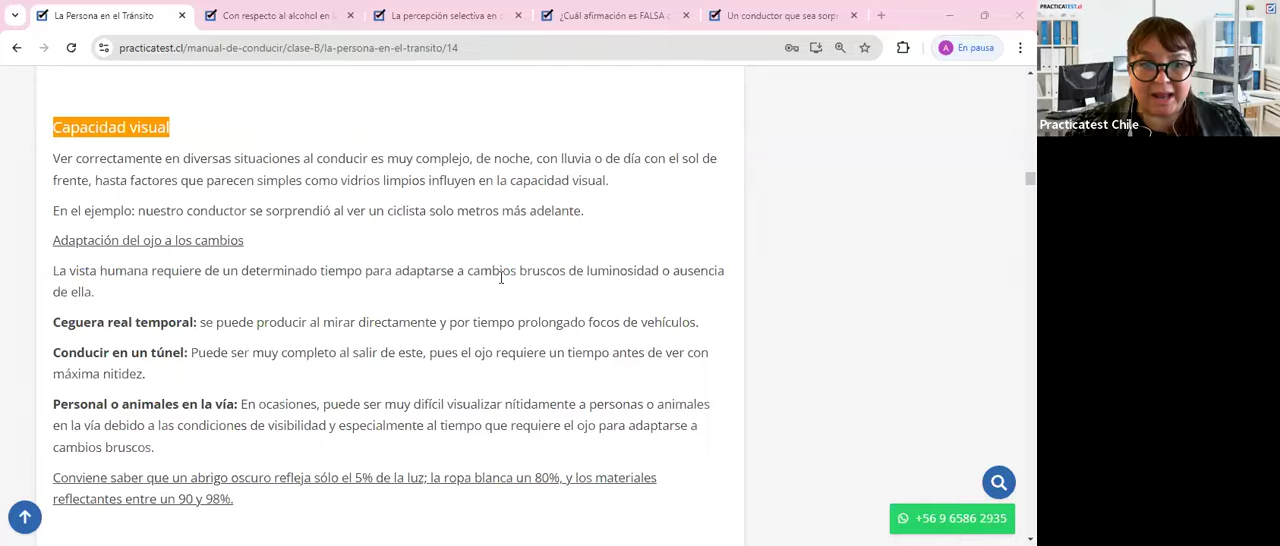 La Persona en el Tránsito
Con respecto al alcohol en l
La percepción selectiva en c
¿Cuál afirmación es FALSA c
Un conductor que sea sorp
practicatest.cl/manual-de-conducir/clase-B/la-persona-en-el-transito/14
A En pausa
PRACTICATEST.cl
Practicatest Chile
Capacidad visual
Ver correctamente en diversas situaciones al conducir es muy complejo, de noche, con lluvia o de día con el sol de
frente, hasta factores que parecen simples como vidrios limpios influyen en la capacidad visual.
En el ejemplo: nuestro conductor se sorprendió al ver un ciclista solo metros más adelante.
Adaptación del ojo a los cambios
La vista humana requiere de un determinado tiempo para adaptarse a cambios bruscos de luminosidad o ausencia
de ella.
Ceguera real temporal: se puede producir al mirar directamente y por tiempo prolongado focos de vehículos.
Conducir en un túnel: Puede ser muy completo al salir de este, pues el ojo requiere un tiempo antes de ver con
máxima nitidez.
Personal o animales en la vía: En ocasiones, puede ser muy difícil visualizar nítidamente a personas o animales
en la vía debido a las condiciones de visibilidad y especialmente al tiempo que requiere el ojo para adaptarse a
cambios bruscos.
Conviene saber que un abrigo oscuro refleja sólo el 5% de la luz; la ropa blanca un 80%, y los materiales
reflectantes entre un 90 y 98%.
+56 9 6586 2935